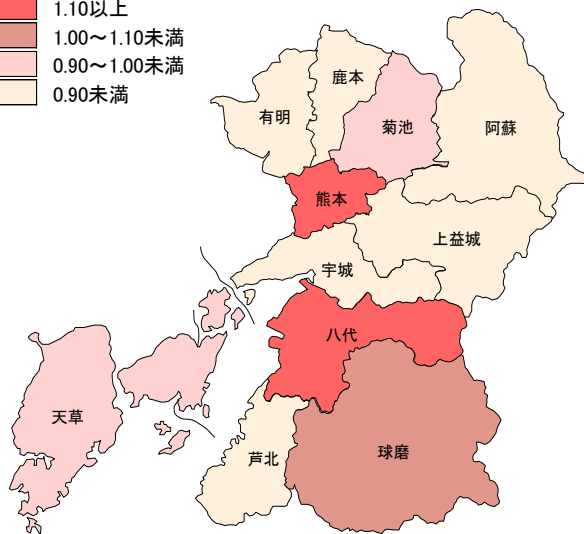 1.10以上
1.00～1.10未満
0.90～1.00未満
0.90未満
鹿本
有明
菊池
阿蘇
熊本
上益城
宇城
八代
天草
芦北
球磨